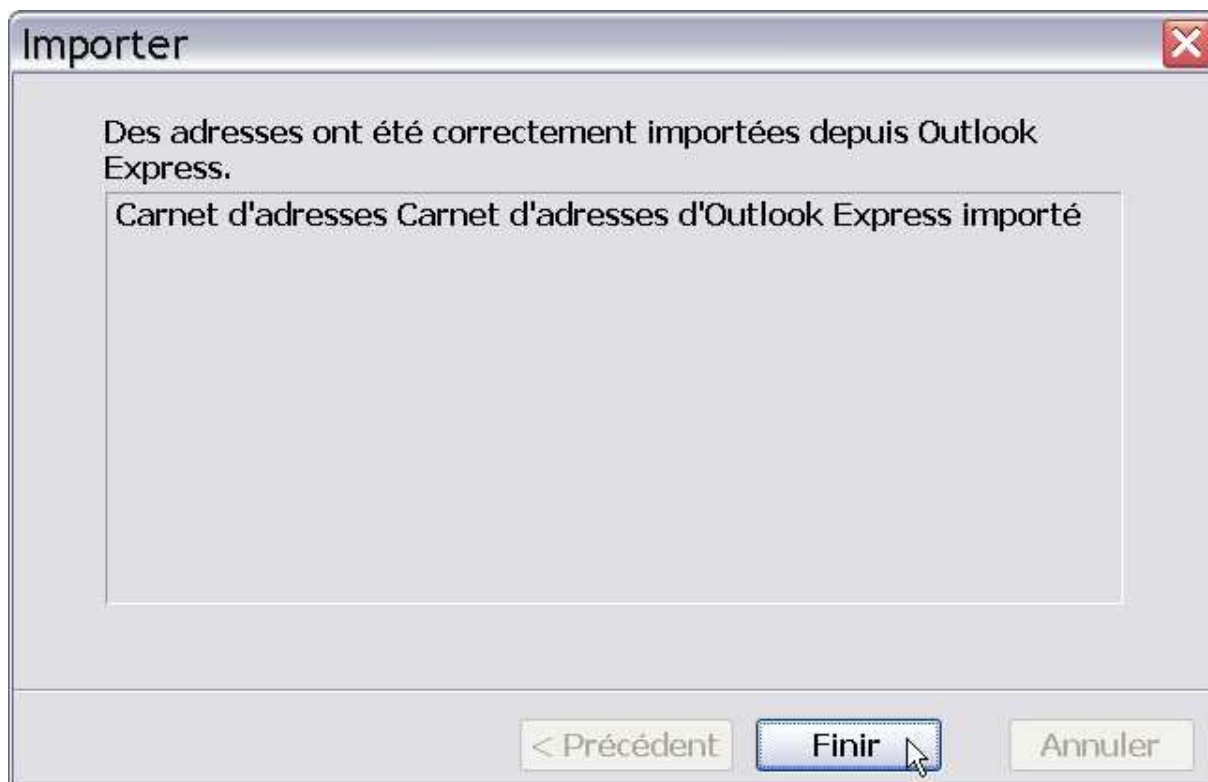 Importer
Des adresses ont été correctement importées depuis Outlook
Express.
Carnet d'adresses Carnet d'adresses d'Outlook Express importé
< Précédent
Finir
Annuler